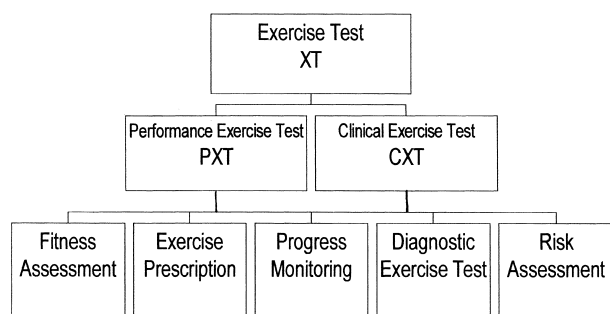 Exercise Test
XT
Performance Exercise Test
PXT
Clinical Exercise Test
CXT
Fitness
Assessment
Exercise
Prescription
Progress
Monitoring
Diagnostic
Exercise Test
Risk
Assessment